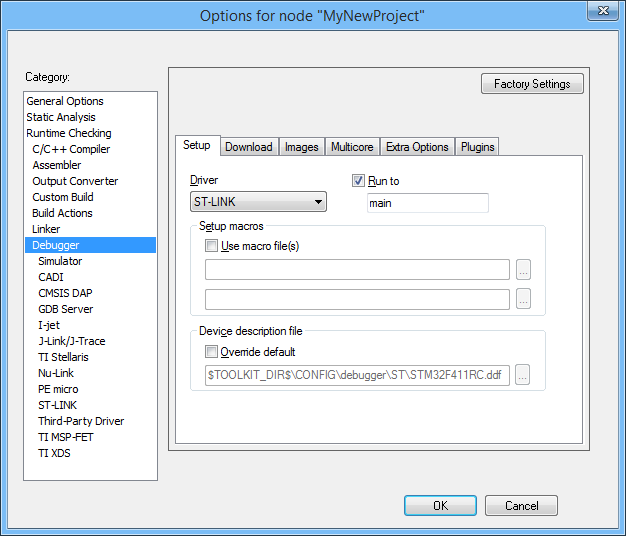 Options for node "MyNewProject"
Category:
General Options
Static Analysis
Runtime Checking
C/C++ Compiler
Assembler
Output Converter
Custom Build
Build Actions
Linker
Debugger
Simulator
CADI
CMSIS DAP
GDB Server
I-jet
J-Link/J-Trace
TI Stellaris
Nu-Link
PE micro
ST-LINK
Third-Party Driver
TI MSP-FET
TI XDS
Factory Settings
Setup Download Images Multicore Extra Options Plugins
Driver
ST-LINK
Run to
main
Setup macros
Use macro file(s)
...
...
Device description file
Override default
$TOOLKIT_DIR$\CONFIG\debugger\ST\STM32F411RC.ddf ...
OK Cancel